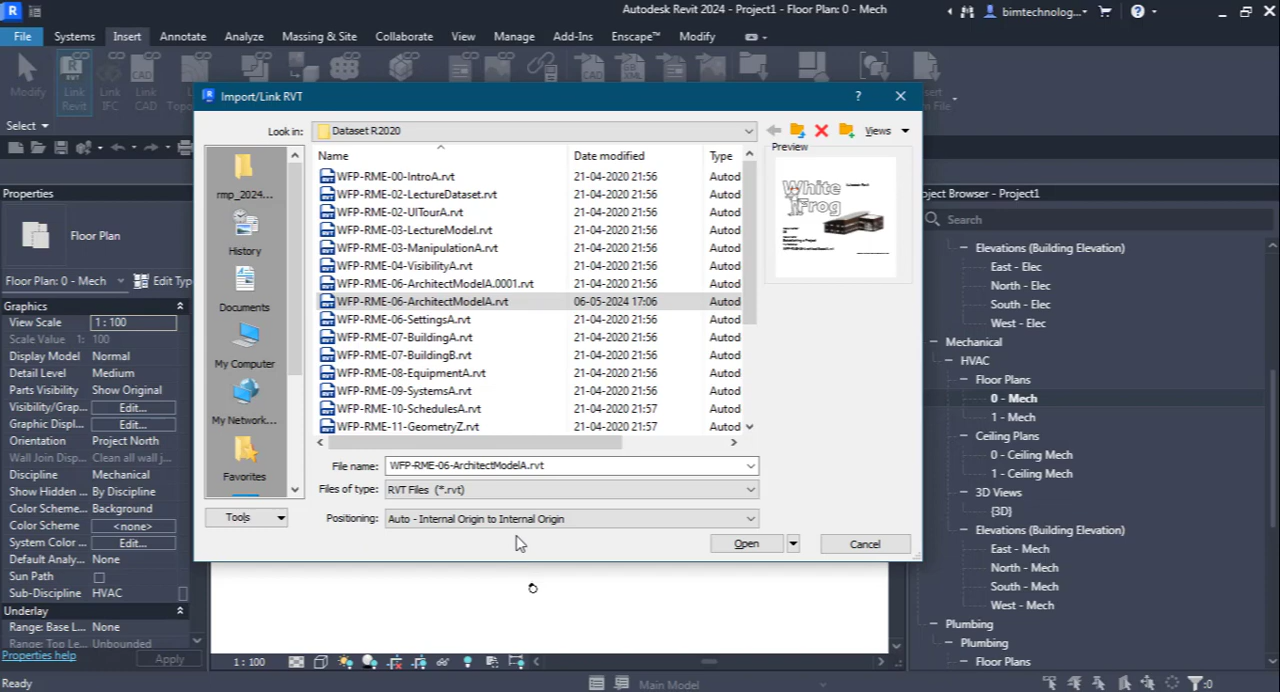 Autodesk Revit 2024 - Project1 - Floor Plan: 0 - Mech
bimtechnolog...
File Systems Insert Annotate Analyze Massing & Site Collaborate View Manage Add-Ins Enscape™ Modify
Modify
Link Revit
Link IFC
Link CAD
Select
Import/Link RVT
Look in: Dataset R2020
Views
Name Date modified Type
WFP-RME-00-IntroA.rvt 21-04-2020 21:56 Autod
WFP-RME-02-LectureDataset.rvt 21-04-2020 21:56 Autod
WFP-RME-02-UITourA.rvt 21-04-2020 21:56 Autod
WFP-RME-03-LectureModel.rvt 21-04-2020 21:56 Autod
WFP-RME-03-ManipulationA.rvt 21-04-2020 21:56 Autod
WFP-RME-04-VisibilityA.rvt 21-04-2020 21:56 Autod
WFP-RME-06-ArchitectModelA.0001.rvt 21-04-2020 21:56 Autod
WFP-RME-06-ArchitectModelA.rvt 06-05-2024 17:06 Autod
WFP-RME-06-SettingsA.rvt 21-04-2020 21:56 Autod
WFP-RME-07-BuildingA.rvt 21-04-2020 21:56 Autod
WFP-RME-07-BuildingB.rvt 21-04-2020 21:56 Autod
WFP-RME-08-EquipmentA.rvt 21-04-2020 21:56 Autod
WFP-RME-09-SystemsA.rvt 21-04-2020 21:56 Autod
WFP-RME-10-SchedulesA.rvt 21-04-2020 21:57 Autod
WFP-RME-11-GeometryZ.rvt 21-04-2020 21:57 Autod
rmp_2024...
History
Documents
My Computer
My Network...
Favorites
Tools
File name: WFP-RME-06-ArchitectModelA.rvt
Files of type: RVT Files (*.rvt)
Positioning: Auto - Internal Origin to Internal Origin
Open
Cancel
Preview
White Frog
Properties
Floor Plan
Floor Plan: 0 - Mech Edit Typ
Graphics
View Scale 1 : 100
Scale Value 1: 100
Display Model Normal
Detail Level Medium
Parts Visibility Show Original
Visibility/Grap... Edit...
Graphic Displ... Edit...
Orientation Project North
Wall Join Disp... Clean all wall j...
Discipline Mechanical
Show Hidden ... By Discipline
Color Scheme... Background
Color Scheme <none>
System Color ... Edit...
Default Analy... None
Sun Path
Sub-Discipline HVAC
Underlay
Range: Base L... None
Range: Top Le... Unbounded
Properties help Apply
oject Browser - Project1
Search
Elevations (Building Elevation)
East - Elec
North - Elec
South - Elec
West - Elec
Mechanical
HVAC
Floor Plans
0 - Mech
1 - Mech
Ceiling Plans
0 - Ceiling Mech
1 - Ceiling Mech
3D Views
{3D}
Elevations (Building Elevation)
East - Mech
North - Mech
South - Mech
West - Mech
Plumbing
Plumbing
Floor Plans
1 : 100
Ready
Main Model
:0